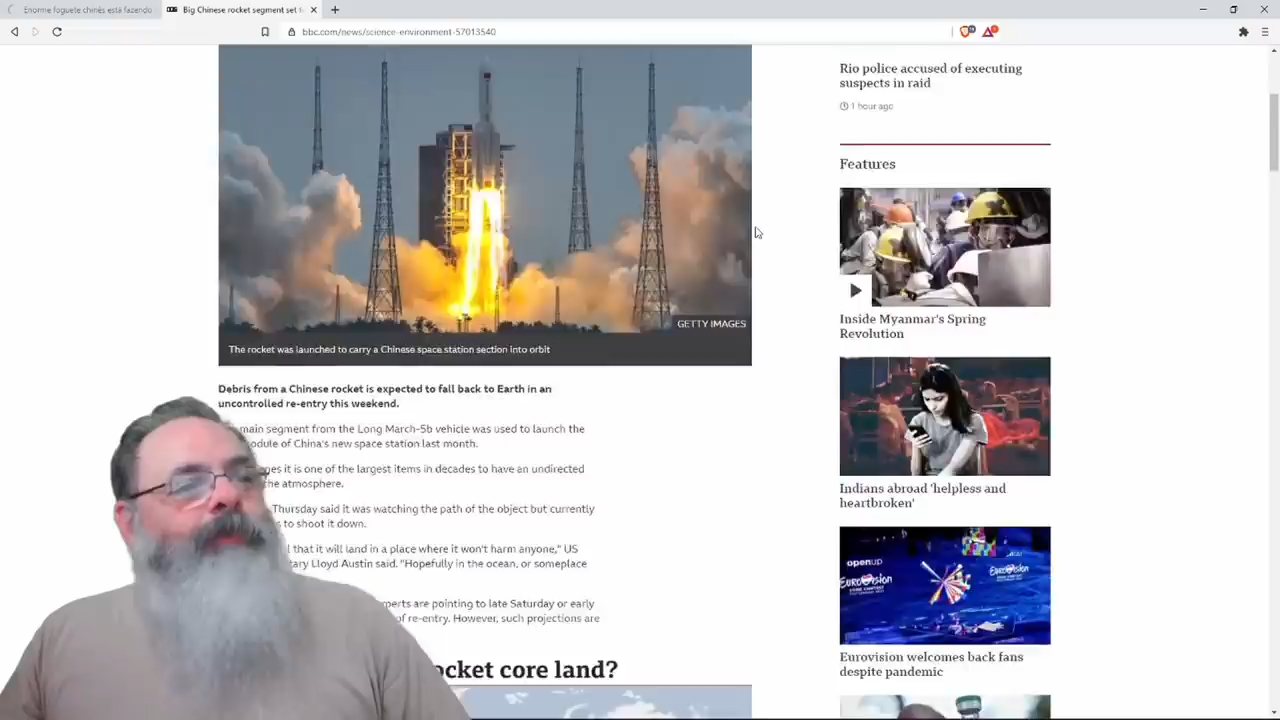 Enorme foguete chinês está fazendo
Big Chinese rocket segment set t
bbc.com/news/science-environment-57013540
GETTY IMAGES
The rocket was launched to carry a Chinese space station section into orbit
Debris from a Chinese rocket is expected to fall back to Earth in an
uncontrolled re-entry this weekend.
main segment from the Long March-5b vehicle was used to launch the
odule of China's new space station last month.
es it is one of the largest items in decades to have an undirected
the atmosphere.
Thursday said it was watching the path of the object but currently
to shoot it down.
l that it will land in a place where it won't harm anyone," US
tary Lloyd Austin said. "Hopefully in the ocean, or someplace
xperts are pointing to late Saturday or early
of re-entry. However, such projections are
ocket core land?
Rio police accused of executing
suspects in raid
1 hour ago
Features
Inside Myanmar's Spring
Revolution
Indians abroad 'helpless and
heartbroken'
openup
EUROVISION
Eurovision welcomes back fans
despite pandemic